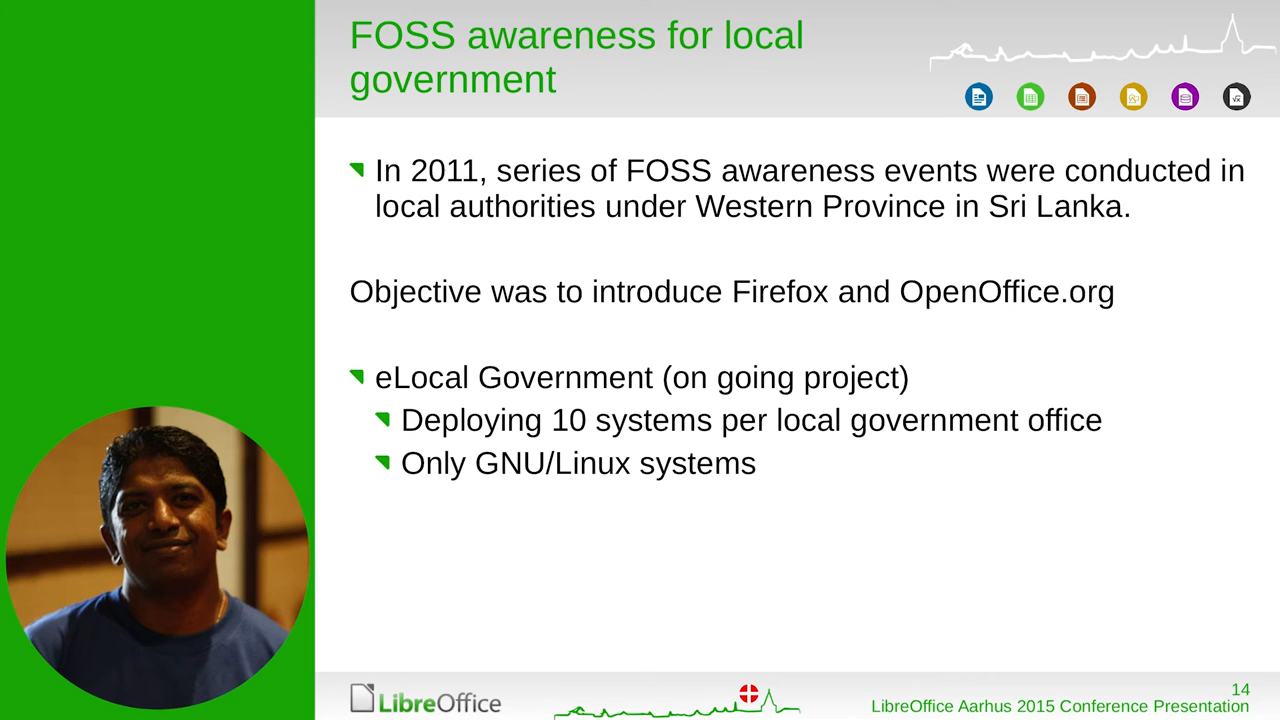 FOSS awareness for local
government
In 2011, series of FOSS awareness events were conducted in
local authorities under Western Province in Sri Lanka.
Objective was to introduce Firefox and OpenOffice.org
eLocal Government (on going project)
Deploying 10 systems per local government office
Only GNU/Linux systems
LibreOffice
14
LibreOffice Aarhus 2015 Conference Presentation